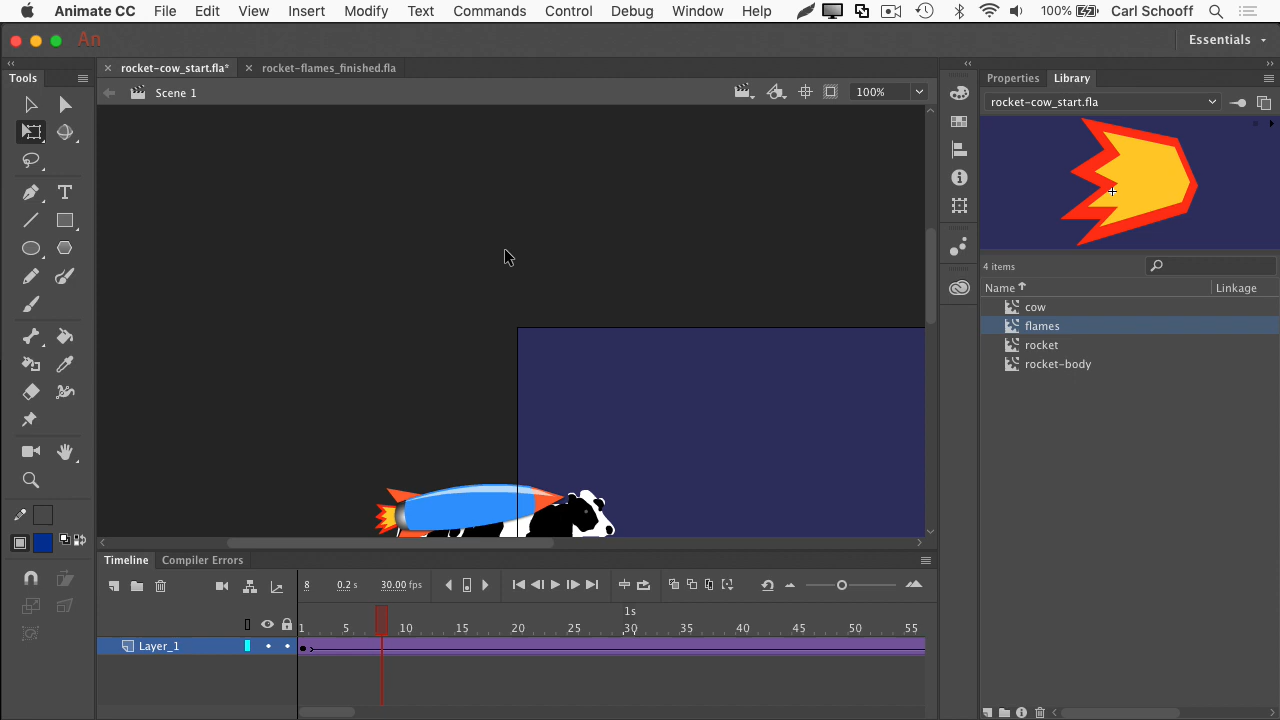 Animate CC File Edit View Insert Modify Text Commands Control Debug Window Help 100% Carl Schooff
An Essentials
Tools rocket-cow_start.fla* rocket-flames_finished.fla Properties Library
Scene 1 100% rocket-cow_start.fla
4 items
Name Linkage
cow
flames
rocket
rocket-body
Timeline Compiler Errors
8 0.2 s 30.00 fps
1s
1 5 10 15 20 25 30 35 40 45 50 55
Layer_1